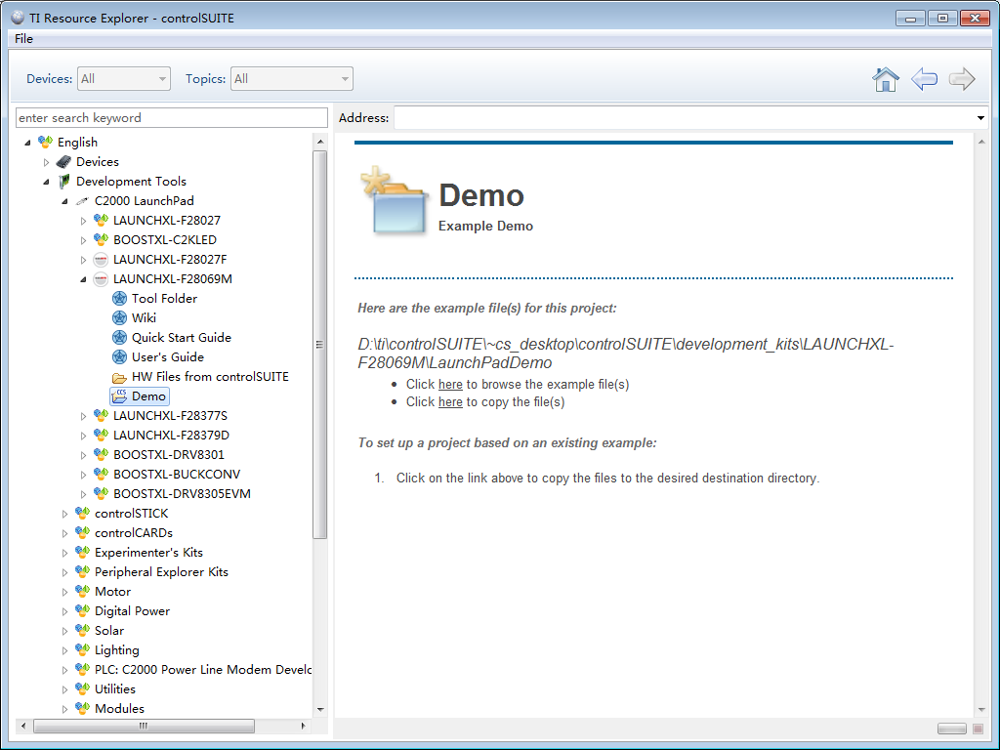 TI Resource Explorer - controlSUITE
File
Devices: All Topics: All
enter search keyword
Address:
English
Devices
Development Tools
C2000 LaunchPad
LAUNCHXL-F28027
BOOSTXL-C2KLED
LAUNCHXL-F28027F
LAUNCHXL-F28069M
Tool Folder
Wiki
Quick Start Guide
User's Guide
HW Files from controlSUITE
CCS
Demo
LAUNCHXL-F28377S
LAUNCHXL-F28379D
BOOSTXL-DRV8301
BOOSTXL-BUCKCONV
BOOSTXL-DRV8305EVM
controlSTICK
controlCARDs
Experimenter's Kits
Peripheral Explorer Kits
Motor
Digital Power
Solar
Lighting
PLC: C2000 Power Line Modem Develo
Utilities
Modules
Demo
Example Demo
Here are the example file(s) for this project:
D:\ti\controlSUITE\~cs_desktop\controlSUITE\development_kits\LAUNCHXL-
F28069M\LaunchPadDemo
• Click here to browse the example file(s)
• Click here to copy the file(s)
To set up a project based on an existing example:
1. Click on the link above to copy the files to the desired destination directory.